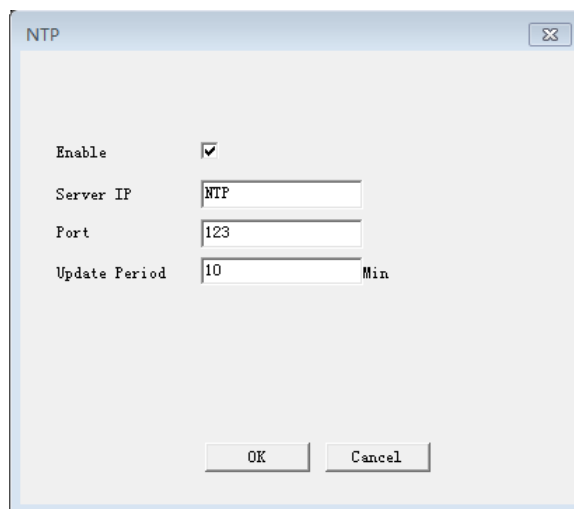 NTP
Enable
Server IP NTP
Port 123
Update Period 10 Min
OK Cancel